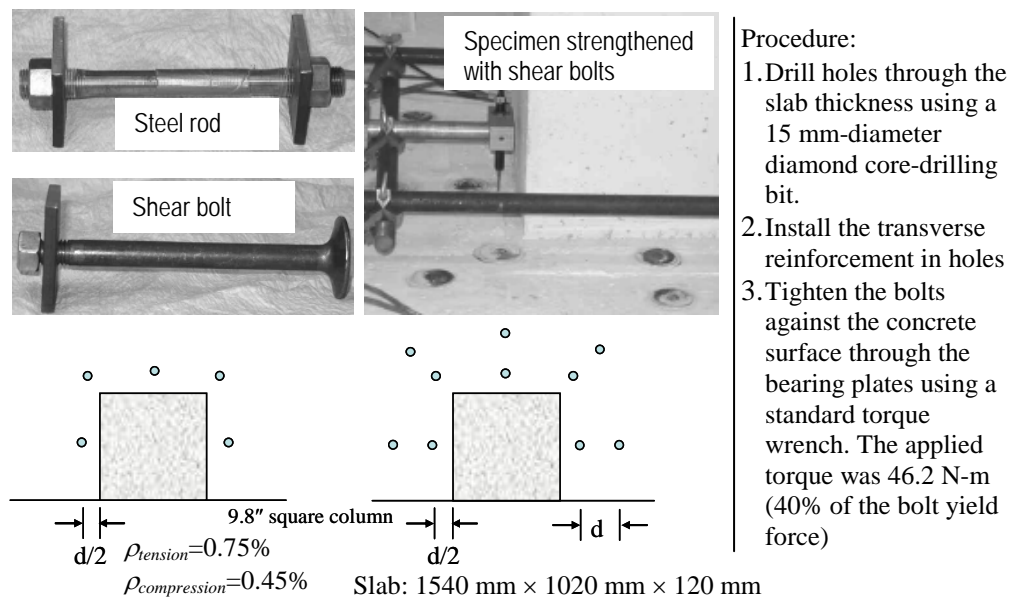 Steel rod
Shear bolt
Specimen strengthened
with shear bolts
Procedure:
1. Drill holes through the
slab thickness using a
15 mm-diameter
diamond core-drilling
bit.
2. Install the transverse
reinforcement in holes
3. Tighten the bolts
against the concrete
surface through the
bearing plates using a
standard torque
wrench. The applied
torque was 46.2 N-m
(40% of the bolt yield
force)
9.8″ square column
d/2
d/2
d
ρtension=0.75%
ρcompression=0.45%
Slab: 1540 mm × 1020 mm × 120 mm